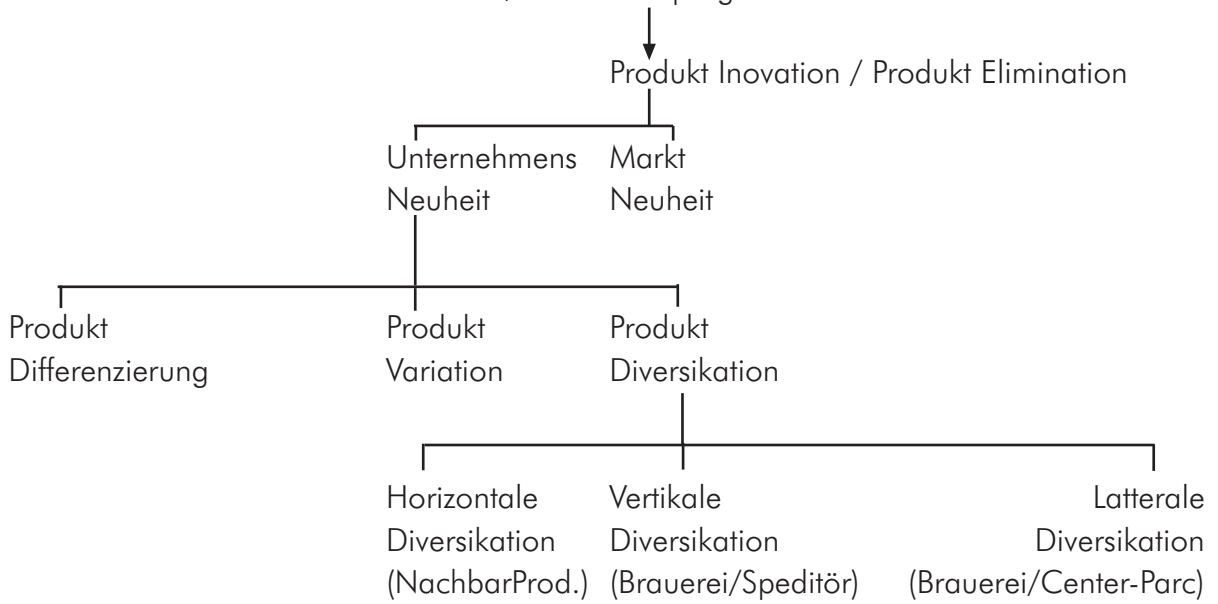 Produkt Inovation / Produkt Elimination
Unternehmens
Neuheit
Markt
Neuheit
Produkt
Differenzierung
Produkt
Variation
Produkt
Diversikation
Horizontale
Diversikation
(NachbarProd.)
Vertikale
Diversikation
(Brauerei/Speditör)
Latterale
Diversikation
(Brauerei/Center-Parc)